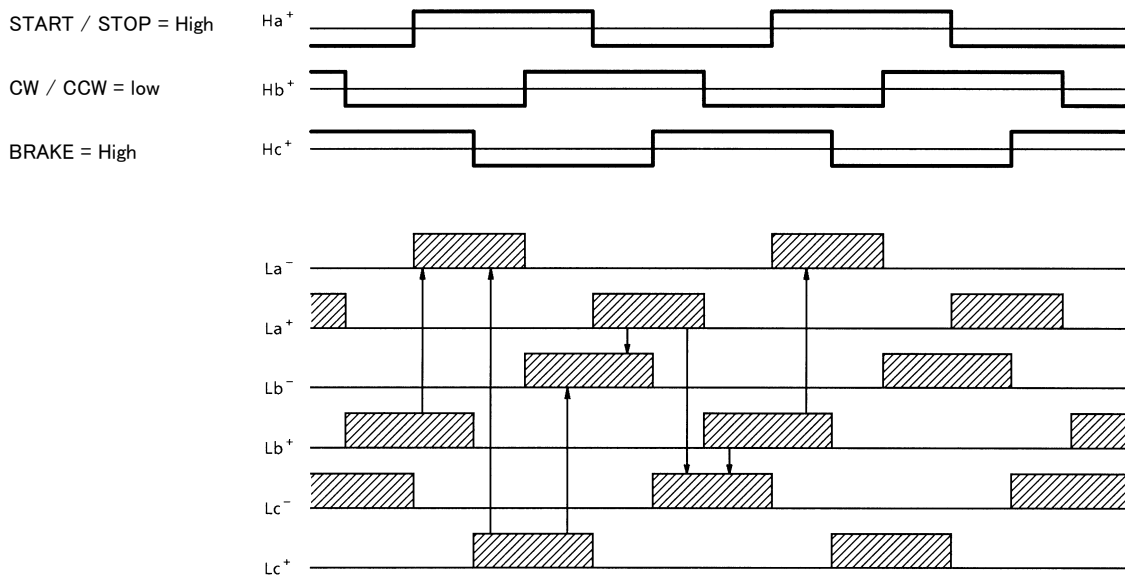 START / STOP = High
CW / CCW = low
BRAKE = High
Ha⁺
Hb⁺
Hc⁺
La⁻
La⁺
Lb⁻
Lb⁺
Lc⁻
Lc⁺